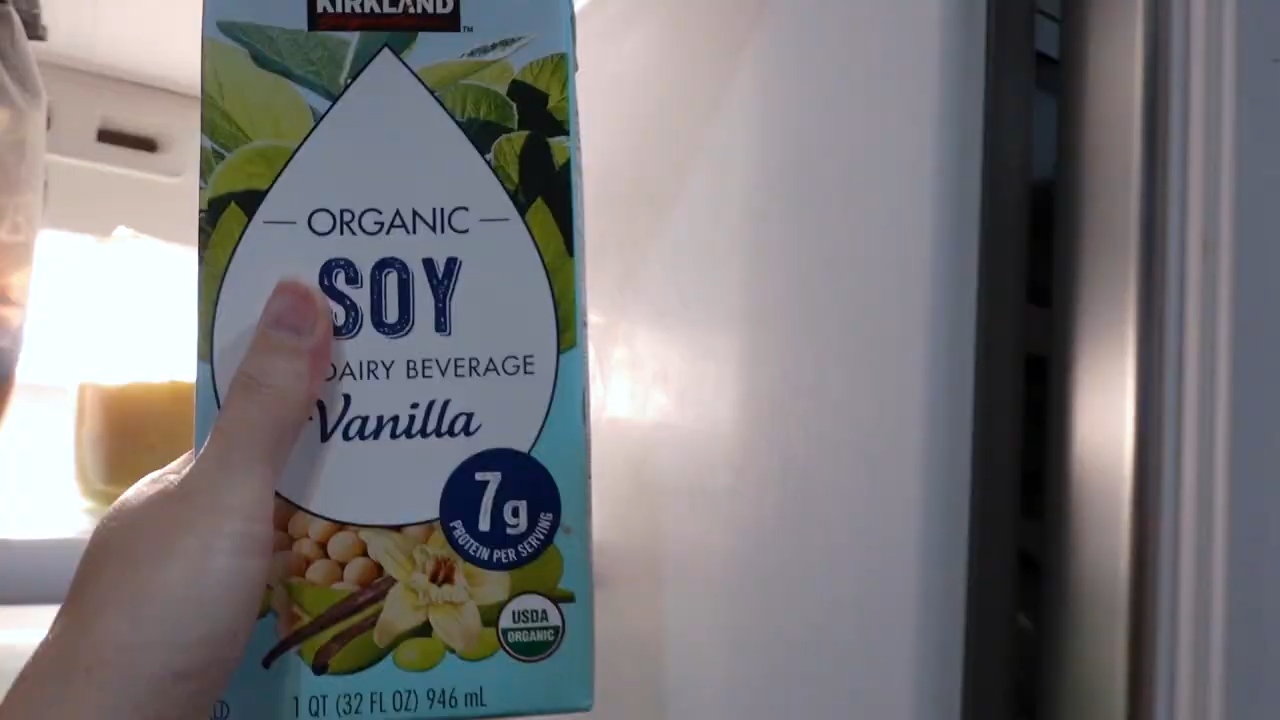 KIRKLAND
™
— ORGANIC —
SOY
DAIRY BEVERAGE
Vanilla
7g
PROTEIN PER SERVING
USDA
ORGANIC
1 QT (32 FL OZ) 946 mL